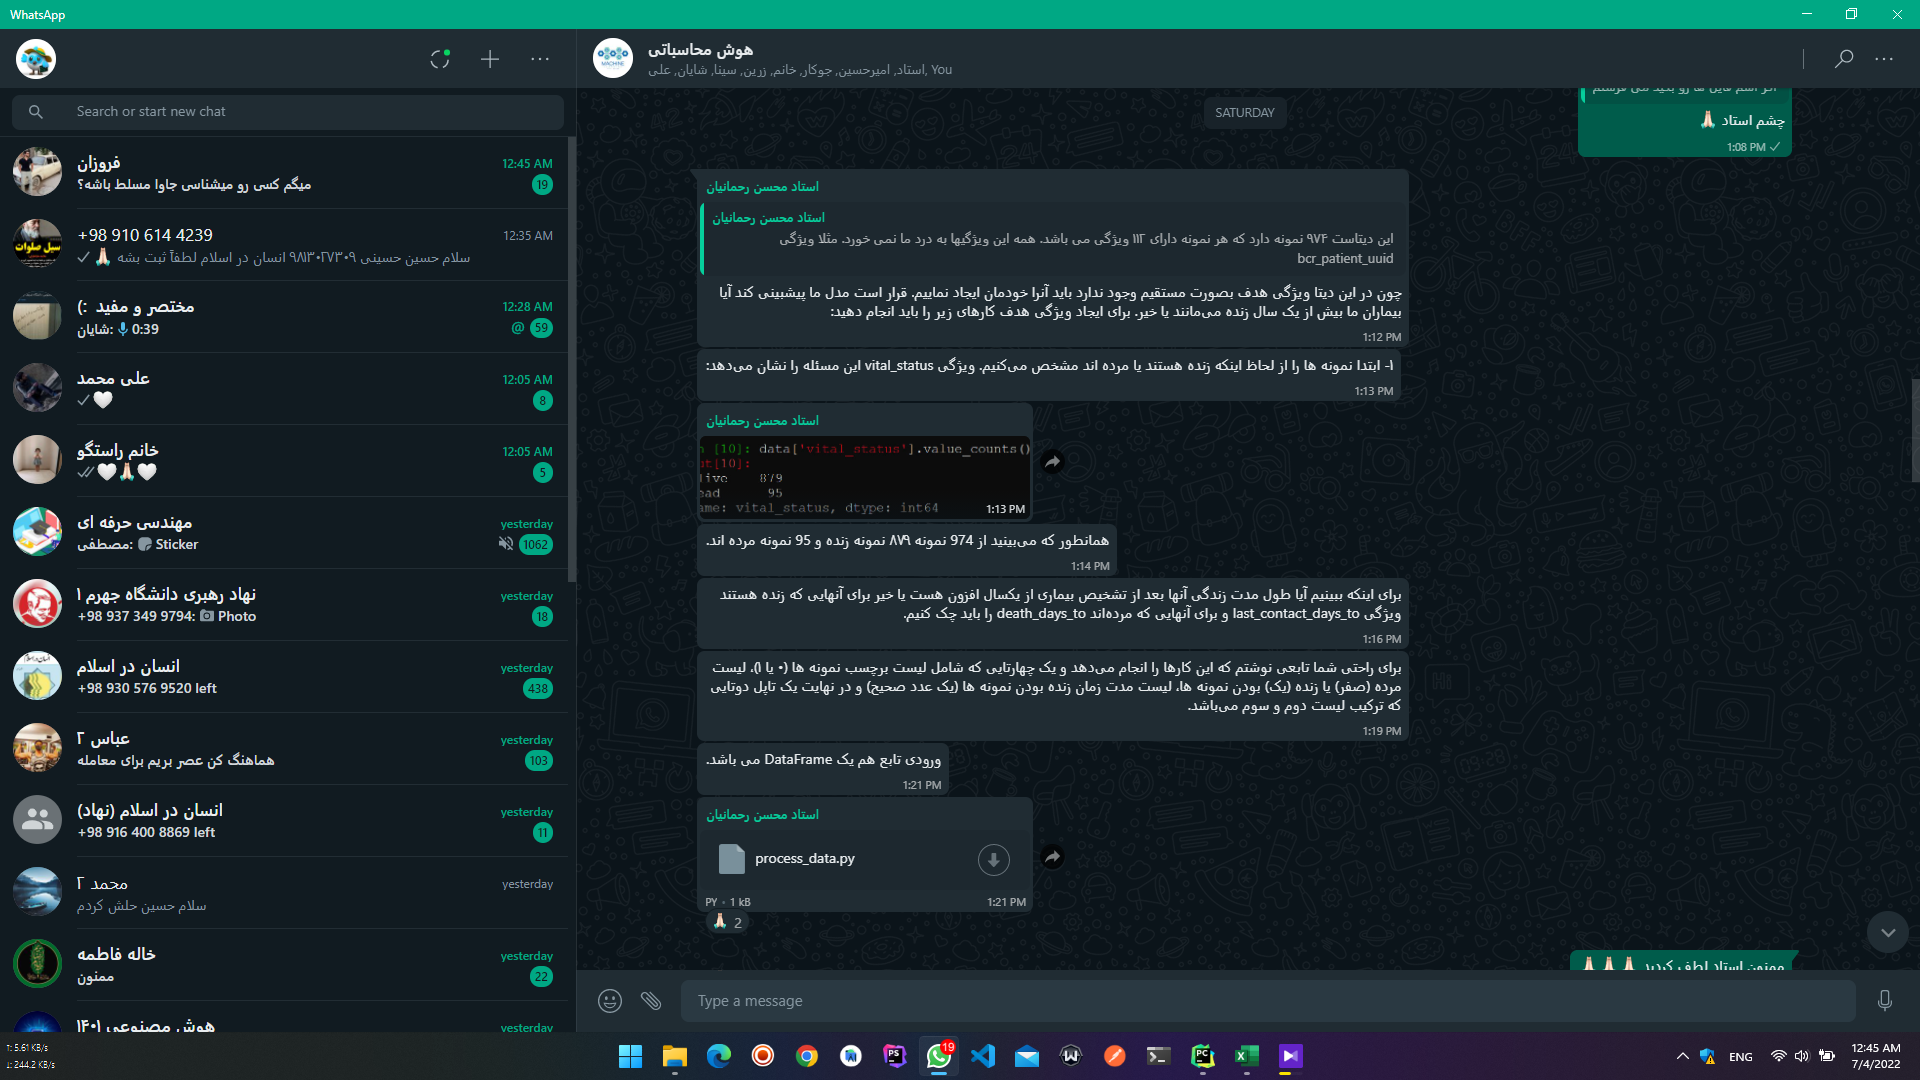 WhatsApp
Search or start new chat
فروزان
12:45 AM
میگم کسی رو میشناسی جاوا مسلط باشه؟
19
+98 910 614 4239
12:35 AM
سلام حسین حسینی ۹۸۱۳۰۲۷۳۰۹ انسان در اسلام لطفاً ثبت بشه
مختصر و مفید :)
12:28 AM
شایان: 0:39
@ 59
علی محمد
12:05 AM
8
خانم راستگو
12:05 AM
5
مهندسی حرفه ای
yesterday
مصطفی: Sticker
1062
نهاد رهبری دانشگاه جهرم ۱
yesterday
+98 937 349 9794: Photo
18
انسان در اسلام
yesterday
+98 930 576 9520 left
438
عباس ۲
yesterday
هماهنگ کن عصر بریم برای معامله
103
انسان در اسلام (نهاد)
yesterday
+98 916 400 8869 left
11
محمد ۲
yesterday
سلام حسین حلش کردم
خاله فاطمه
yesterday
ممنون
22
هوش مصنوعی ۱۴۰۱
yesterday
هوش محاسباتی
استاد, امیرحسین, جوکار, خانم, زرین, سینا, شایان, علی, You
SATURDAY
اگر اسم فایل ها رو بگید می فرستم
چشم استاد 🙏🏻
1:08 PM
استاد محسن رحمانیان
استاد محسن رحمانیان
این دیتاست ۹۷۴ نمونه دارد که هر نمونه دارای ۱۱۲ ویژگی می باشد. همه این ویژگیها به درد ما نمی خورد. مثلا ویژگی
bcr_patient_uuid
چون در این دیتا ویژگی هدف بصورت مستقیم وجود ندارد باید آنرا خودمان ایجاد نماییم. قرار است مدل ما پیشبینی کند آیا
بیماران ما بیش از یک سال زنده می‌مانند یا خیر. برای ایجاد ویژگی هدف کارهای زیر را باید انجام دهید:
1:12 PM
۱- ابتدا نمونه ها را از لحاظ اینکه زنده هستند یا مرده اند مشخص می‌کنیم. ویژگی vital_status این مسئله را نشان می‌دهد:
1:13 PM
استاد محسن رحمانیان
n [10]: data['vital_status'].value_counts()
ut[10]:
live 879
ead 95
ame: vital_status, dtype: int64
1:13 PM
همانطور که می‌بینید از 974 نمونه ۸۷۹ نمونه زنده و 95 نمونه مرده اند.
1:14 PM
برای اینکه ببینیم آیا طول مدت زندگی آنها بعد از تشخیص بیماری از یکسال افزون هست یا خیر برای آنهایی که زنده هستند
ویژگی last_contact_days_to و برای آنهایی که مرده‌اند death_days_to را باید چک کنیم.
1:16 PM
برای راحتی شما تابعی نوشتم که این کارها را انجام می‌دهد و یک چهارتایی که شامل لیست برچسب نمونه ها (۰ یا ۱)، لیست
مرده (صفر) یا زنده (یک) بودن نمونه ها، لیست مدت زمان زنده بودن نمونه ها (یک عدد صحیح) و در نهایت یک تاپل دوتایی
که ترکیب لیست دوم و سوم می‌باشد.
1:19 PM
ورودی تابع هم یک DataFrame می باشد.
1:21 PM
استاد محسن رحمانیان
process_data.py
PY • 1 kB
1:21 PM
🙏🏻 2
ممنون استاد لطف کردید 🙏🏻🙏🏻🙏🏻
Type a message
↑: 5.61 KB/s
↓: 244.2 KB/s
19
ENG
12:45 AM
7/4/2022